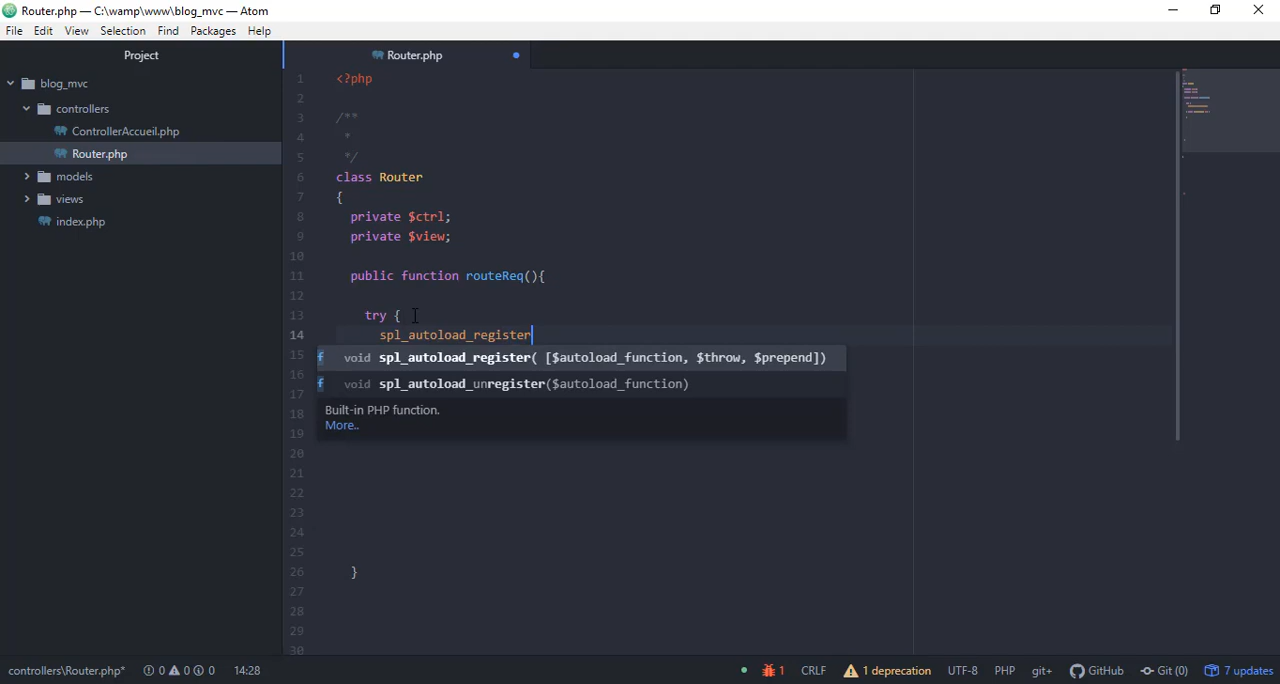 Router.php — C:\wamp\www\blog_mvc — Atom
File Edit View Selection Find Packages Help
Project
Router.php
blog_mvc
controllers
ControllerAccueil.php
Router.php
models
views
index.php
1 <?php
2
3 /**
4 *
5 */
6 class Router
7 {
8 private $ctrl;
9 private $view;
10
11 public function routeReq(){
12
13 try {
14 spl_autoload_register
15
f void spl_autoload_register( [$autoload_function, $throw, $prepend])
16
f void spl_autoload_unregister($autoload_function)
17
18
Built-in PHP function.
19
More..
20
21
22
23
24
25
26 }
27
28
29
30
controllers\Router.php* 0 0 0 14:28 1 CRLF 1 deprecation UTF-8 PHP git+ GitHub Git (0) 7 updates